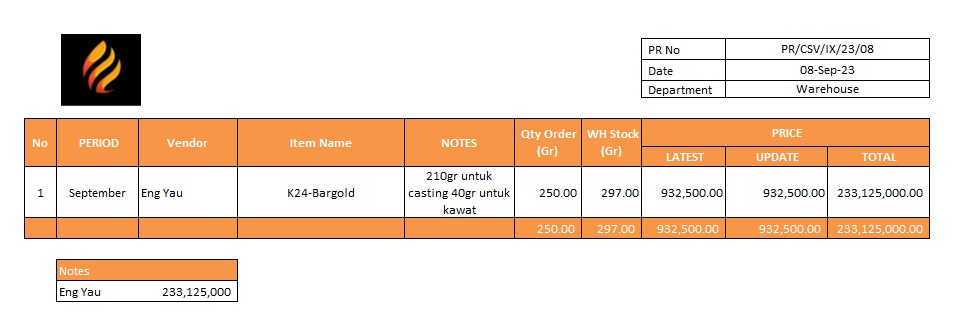 PR No PR/CSV/IX/23/08
Date 08-Sep-23
Department Warehouse
No PERIOD Vendor Item Name NOTES Qty Order (Gr) WH Stock (Gr) PRICE
LATEST UPDATE TOTAL
1 September Eng Yau K24-Bargold 210gr untuk casting 40gr untuk kawat 250.00 297.00 932,500.00 932,500.00 233,125,000.00
250.00 297.00 932,500.00 932,500.00 233,125,000.00
Notes
Eng Yau 233,125,000